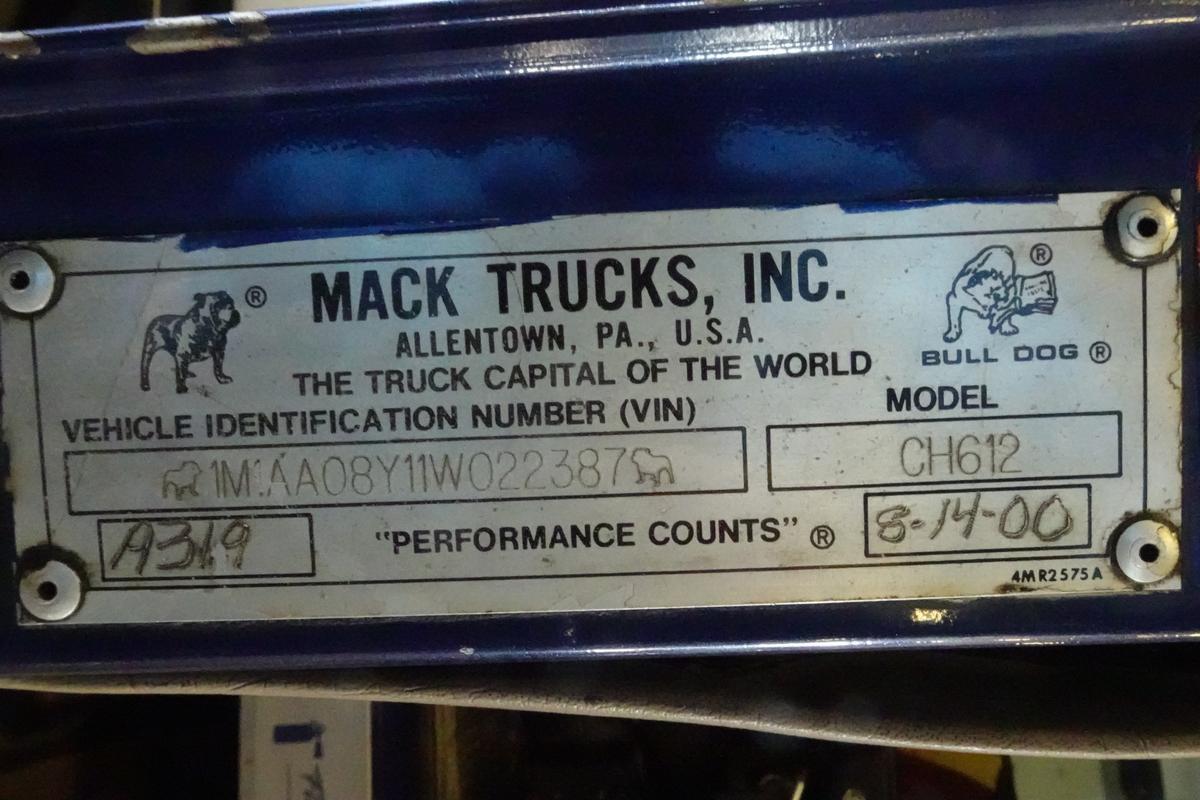 ®
MACK TRUCKS, INC.
ALLENTOWN, PA., U.S.A.
THE TRUCK CAPITAL OF THE WORLD
®
BULL DOG ®
VEHICLE IDENTIFICATION NUMBER (VIN)
MODEL
1M1AA08Y11W022387
CH612
A319
"PERFORMANCE COUNTS" ®
8-14-00
4MR2575A